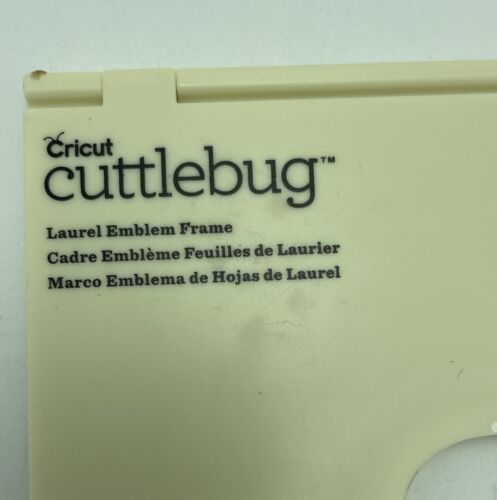 Cricut
cuttlebug™
Laurel Emblem Frame
Cadre Emblème Feuilles de Laurier
Marco Emblema de Hojas de Laurel